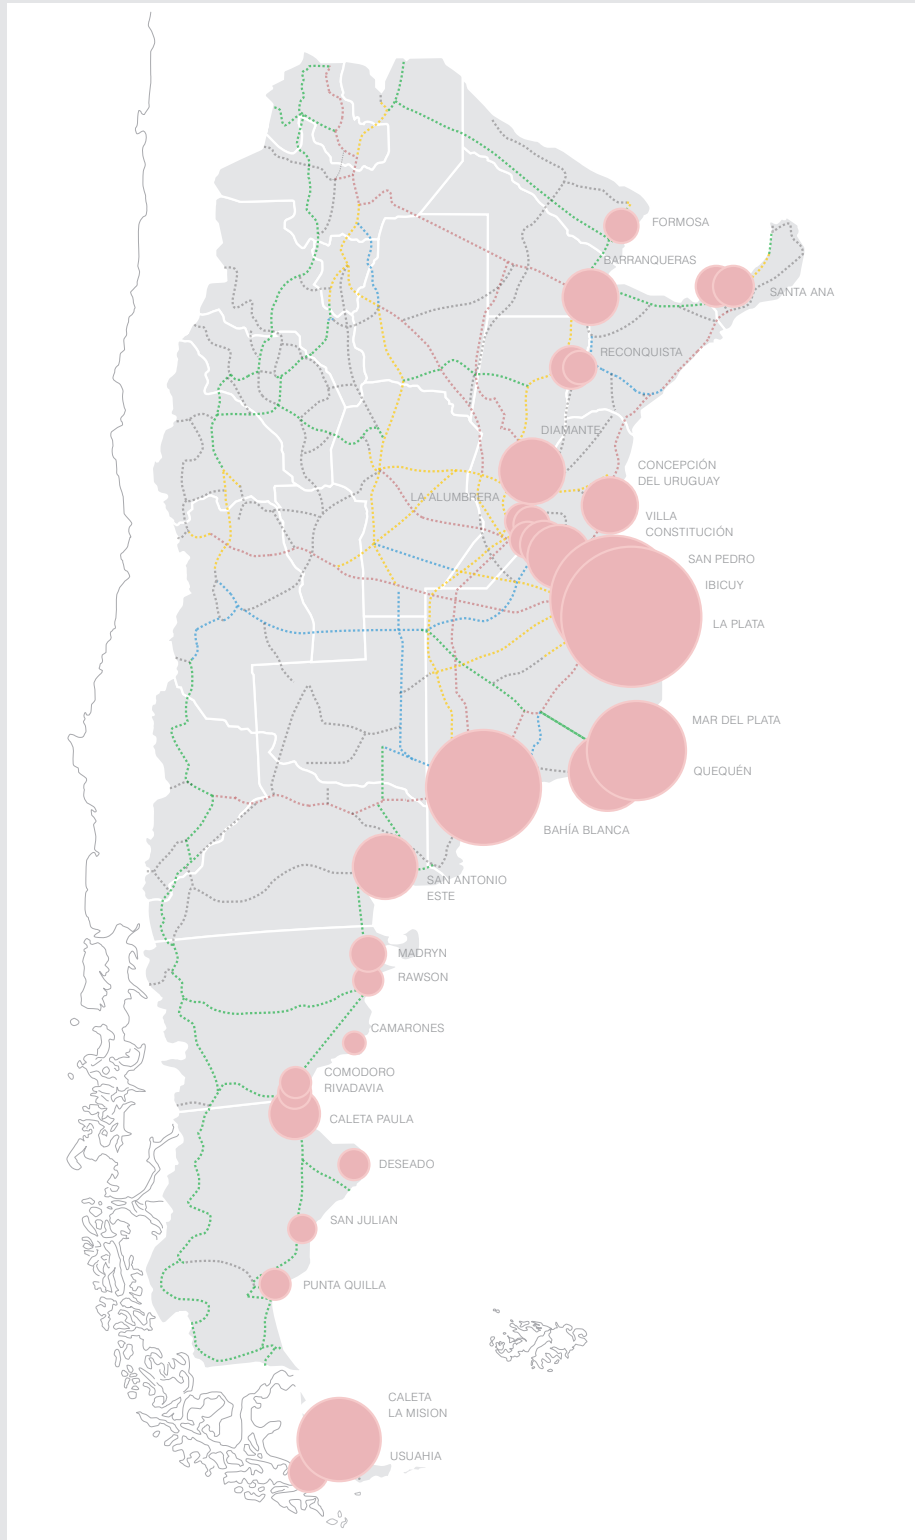 FORMOSA
BARRANQUERAS
SANTA ANA
RECONQUISTA
DIAMANTE
CONCEPCIÓN
DEL URUGUAY
LA ALUMBRERA
VILLA
CONSTITUCIÓN
SAN PEDRO
IBICUY
LA PLATA
MAR DEL PLATA
QUEQUÉN
BAHÍA BLANCA
SAN ANTONIO
ESTE
MADRYN
RAWSON
CAMARONES
COMODORO
RIVADAVIA
CALETA PAULA
DESEADO
SAN JULIAN
PUNTA QUILLA
CALETA
LA MISION
USUAHIA